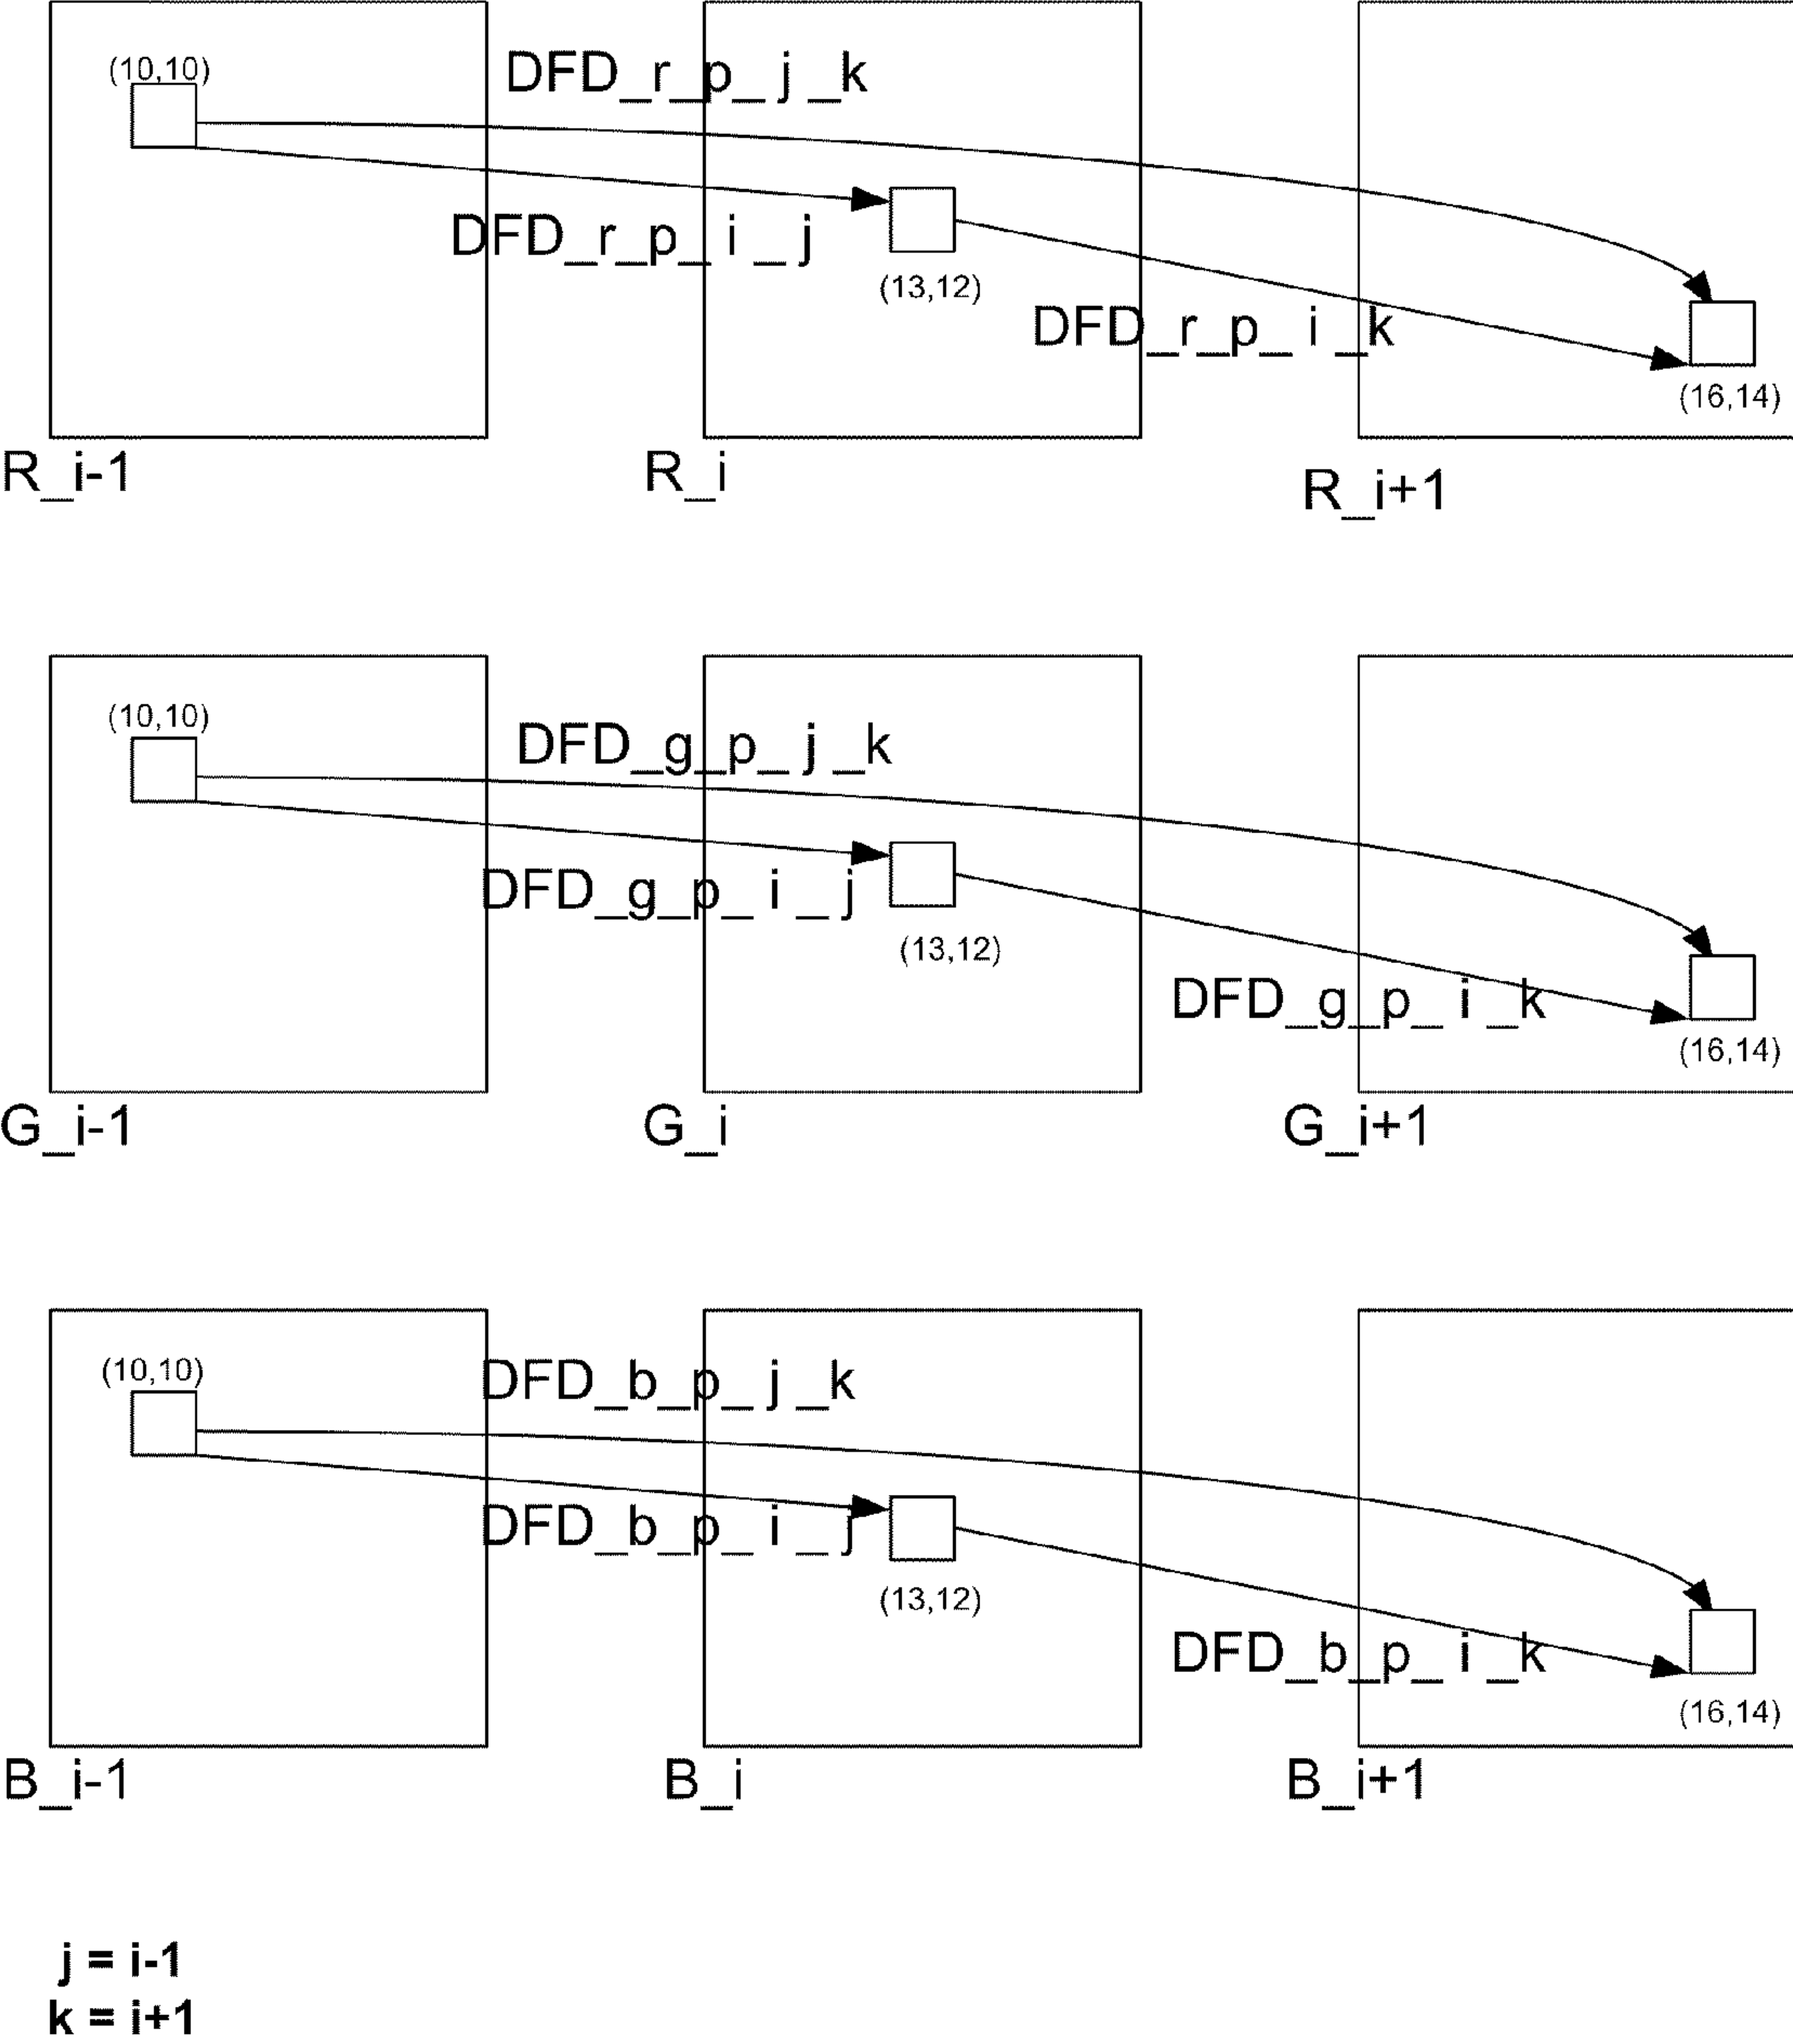 (10,10)
DFD_r_p_ j _k
DFD_r_p_ i _ j
(13,12)
DFD_r_p_ i _k
(16,14)
R_i-1
R_i
R_i+1
(10,10)
DFD_g_p_ j _k
DFD_g_p_ i _ j
(13,12)
DFD_g_p_ i _k
(16,14)
G_i-1
G_i
G_i+1
(10,10)
DFD_b_p_ j _k
DFD_b_p_ i _ j
(13,12)
DFD_b_p_ i _k
(16,14)
B_i-1
B_i
B_i+1
j = i-1
k = i+1